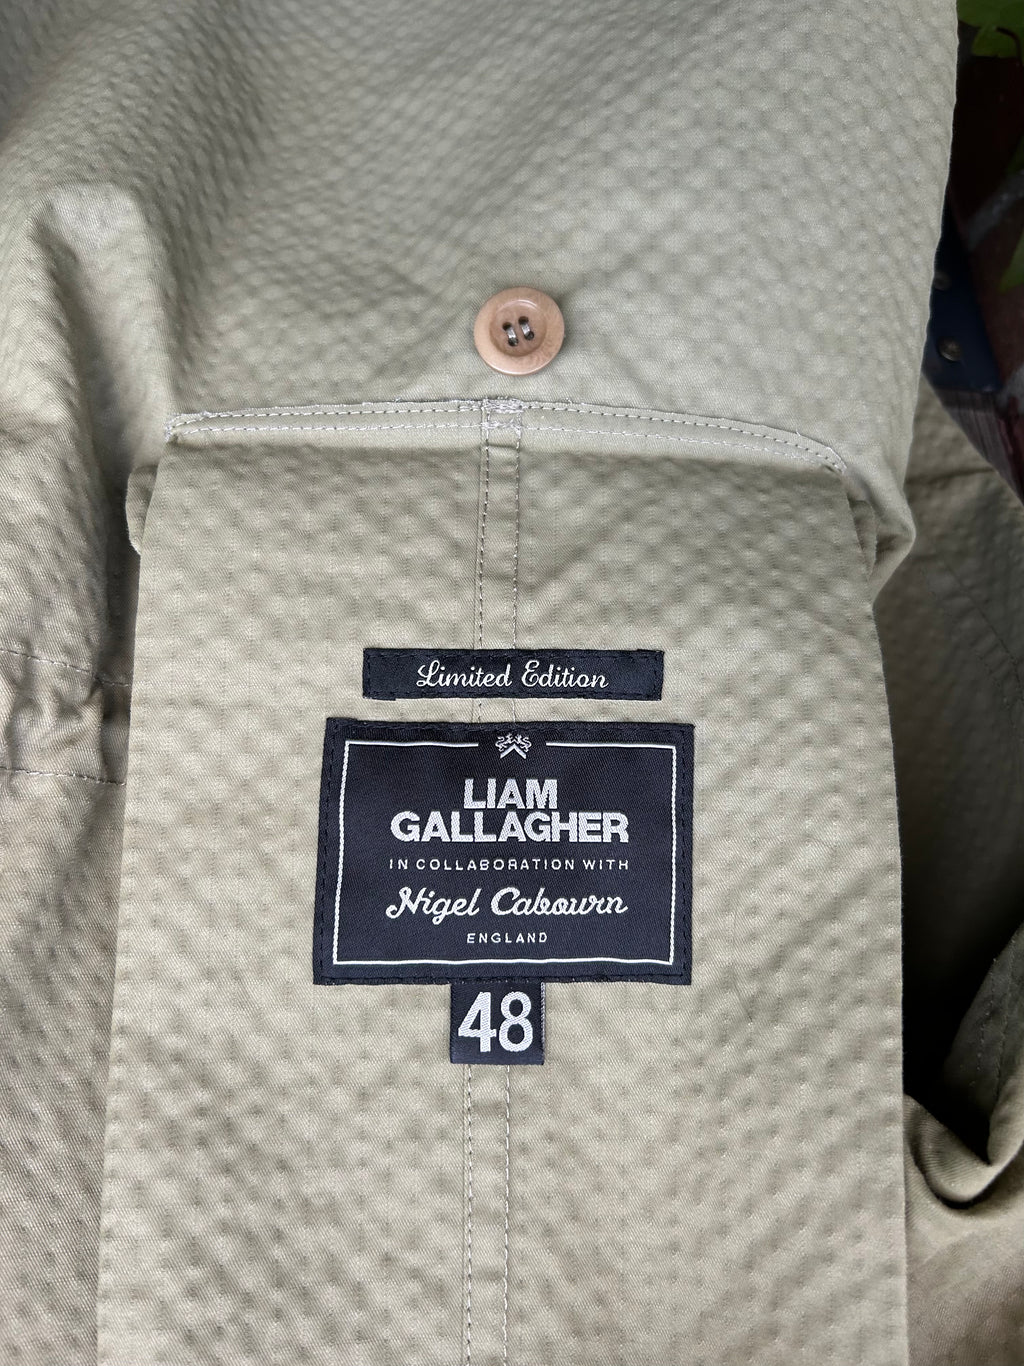 Limited Edition
LIAM
GALLAGHER
IN COLLABORATION WITH
Nigel Cabourn
ENGLAND
48